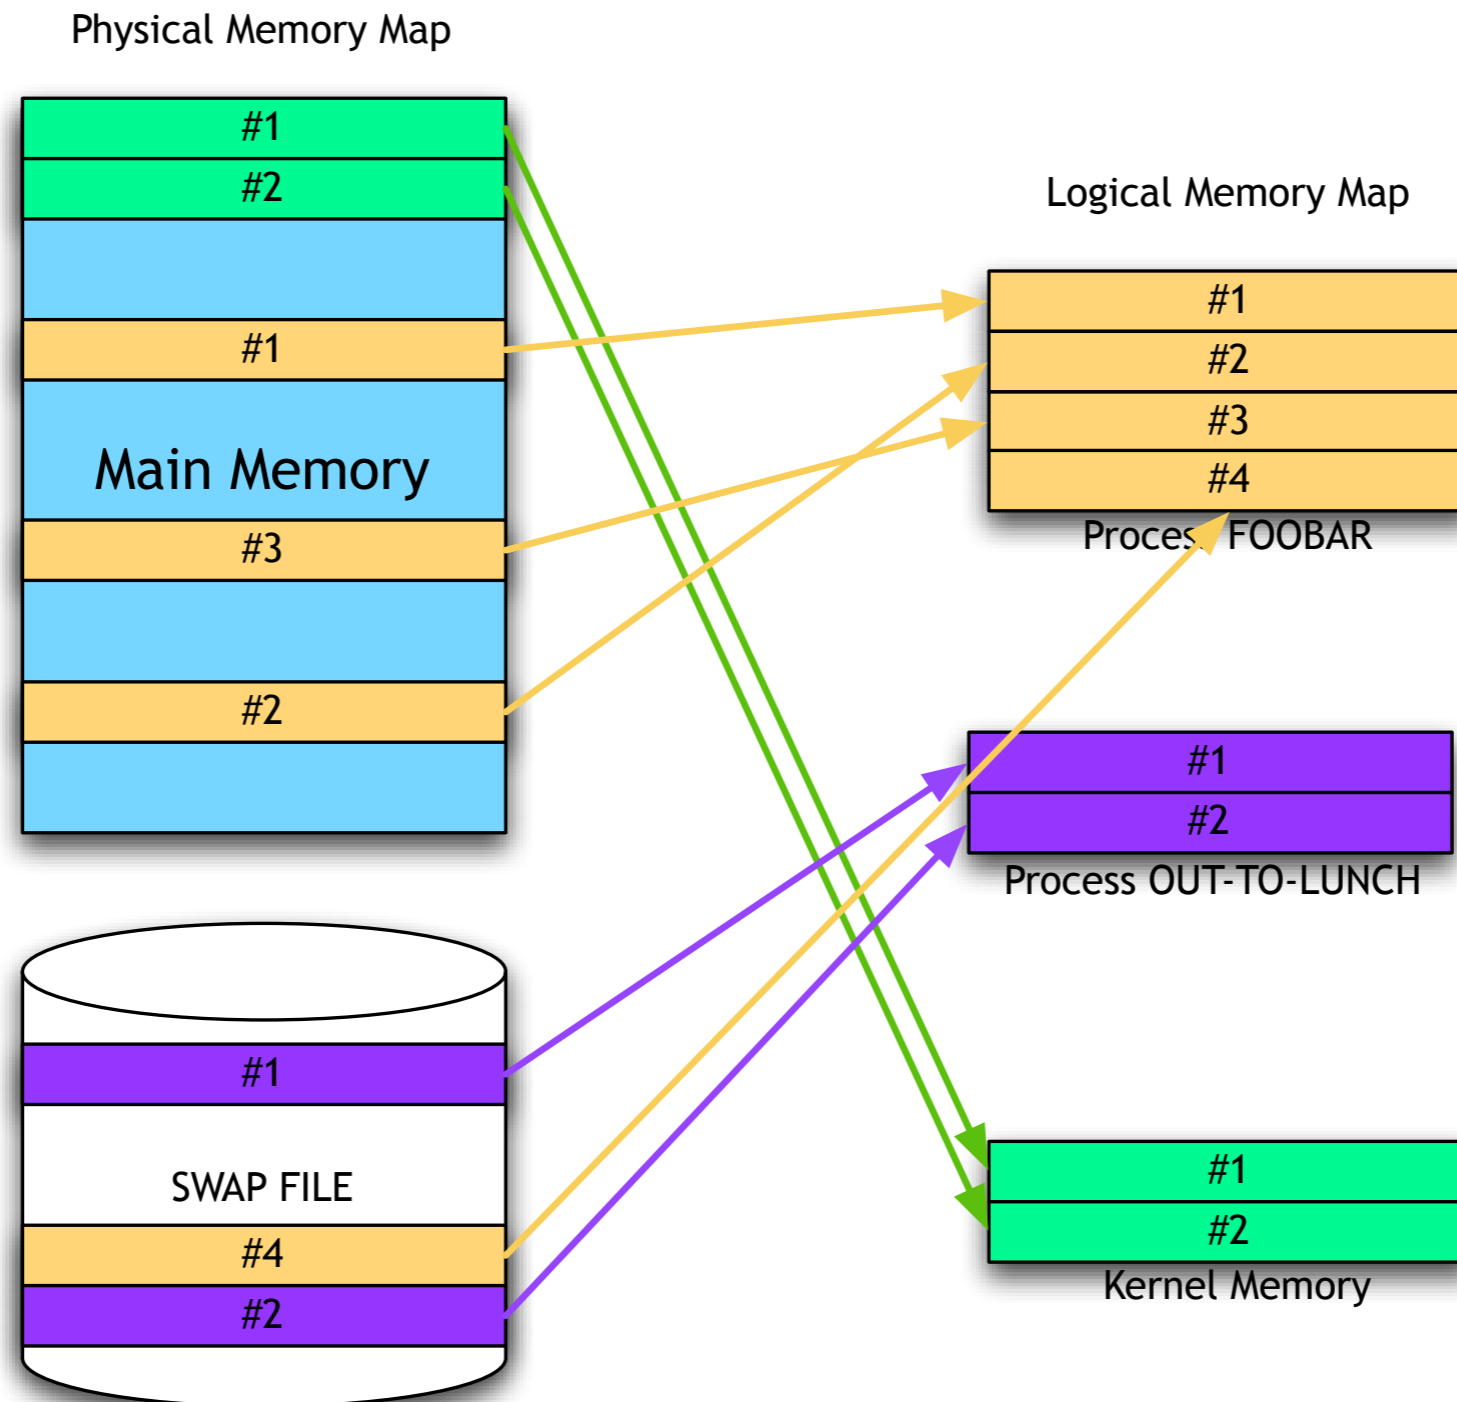 Physical Memory Map
#1
#2
#1
Main Memory
#3
#2
#1
SWAP FILE
#4
#2
Logical Memory Map
#1
#2
#3
#4
Process FOOBAR
#1
#2
Process OUT-TO-LUNCH
#1
#2
Kernel Memory